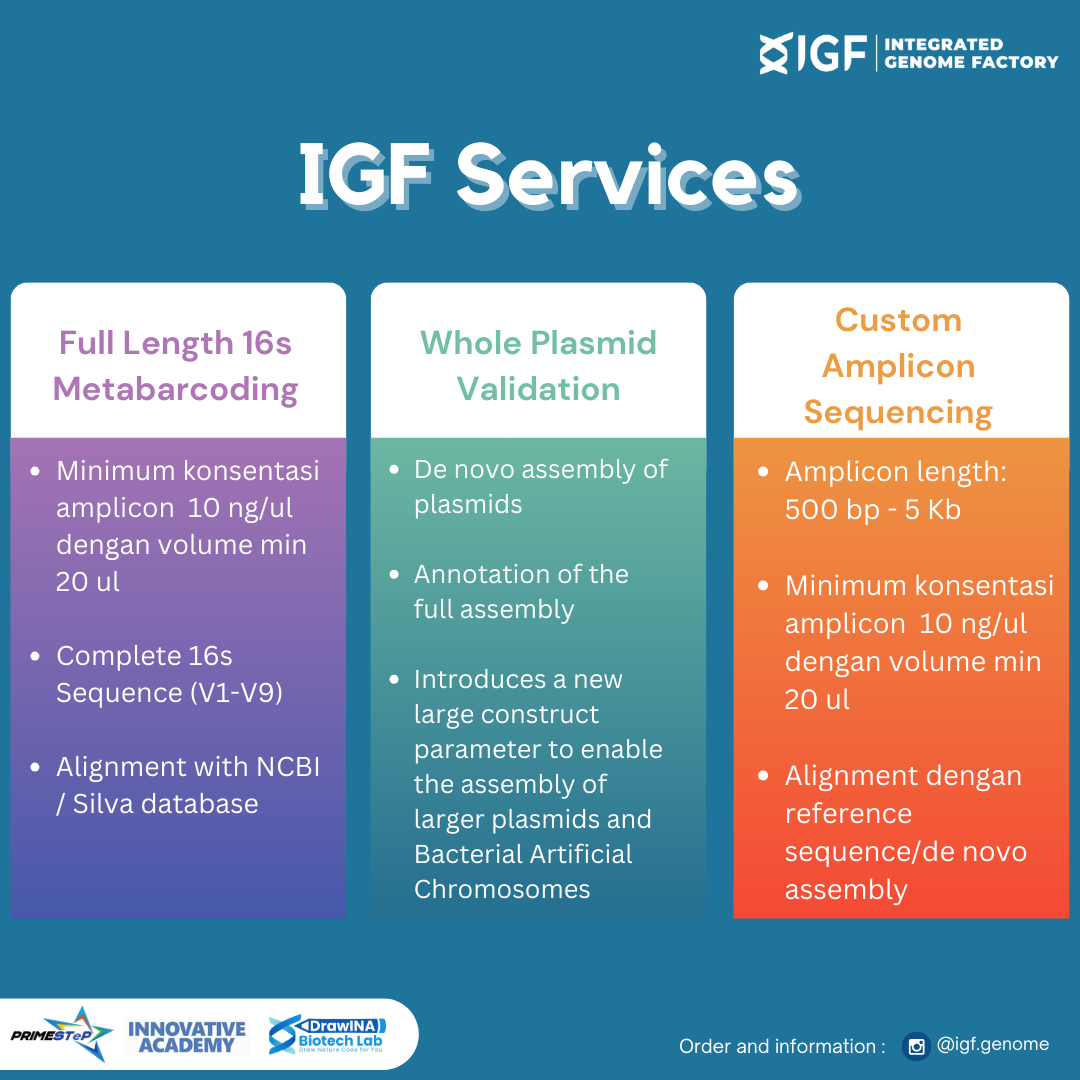 IGF
INTEGRATED
GENOME FACTORY
IGF Services
Full Length 16s
Metabarcoding
• Minimum konsentasi
amplicon 10 ng/ul
dengan volume min
20 ul
• Complete 16s
Sequence (V1-V9)
• Alignment with NCBI
/ Silva database
Whole Plasmid
Validation
• De novo assembly of
plasmids
• Annotation of the
full assembly
• Introduces a new
large construct
parameter to enable
the assembly of
larger plasmids and
Bacterial Artificial
Chromosomes
Custom
Amplicon
Sequencing
• Amplicon length:
500 bp - 5 Kb
• Minimum konsentasi
amplicon 10 ng/ul
dengan volume min
20 ul
• Alignment dengan
reference
sequence/de novo
assembly
PRIMESTeP
INNOVATIVE
ACADEMY
DrawINA
Biotech Lab
Draw Nature Code for You
Order and information :
@igf.genome